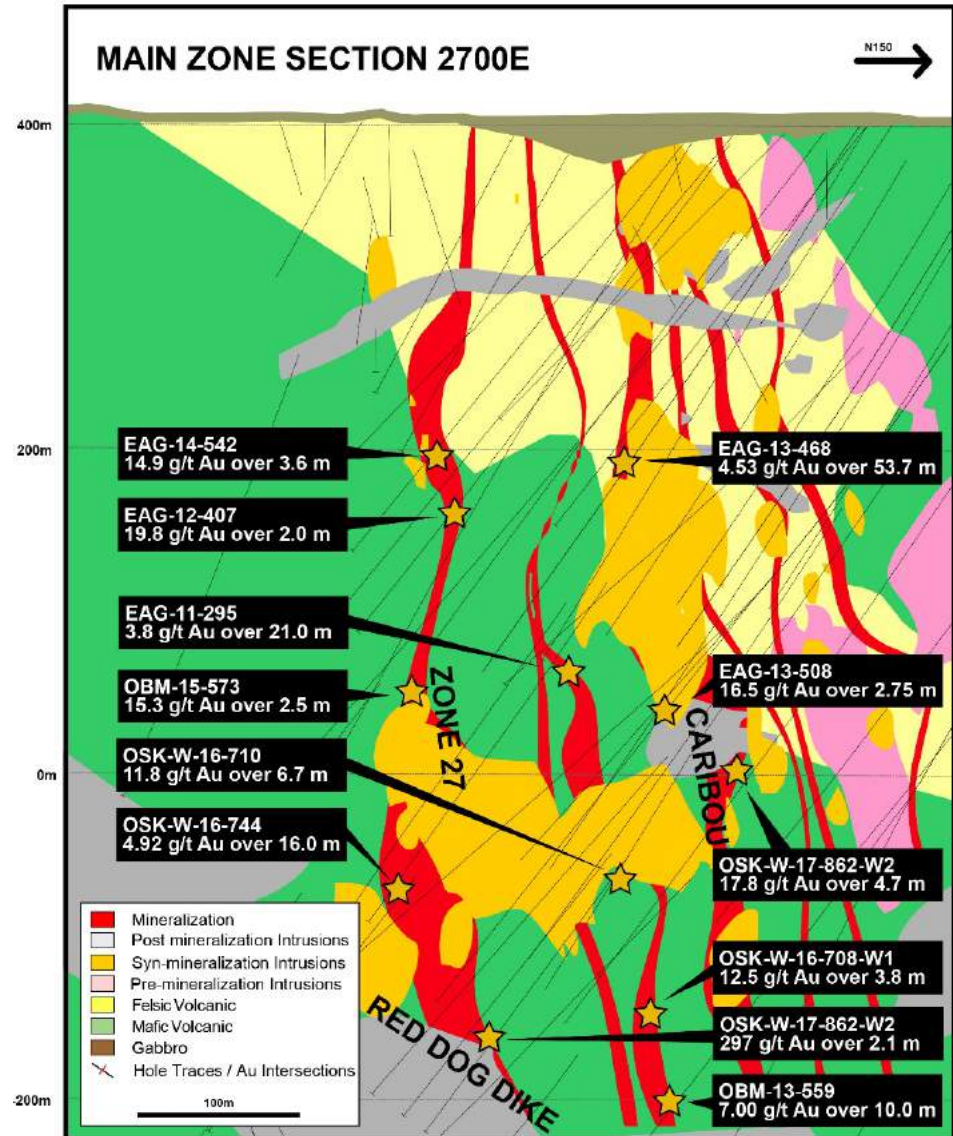 MAIN ZONE SECTION 2700E
N150
400m
200m
0m
-200m
EAG-14-542
14.9 g/t Au over 3.6 m
EAG-12-407
19.8 g/t Au over 2.0 m
EAG-11-295
3.8 g/t Au over 21.0 m
OBM-15-573
15.3 g/t Au over 2.5 m
OSK-W-16-710
11.8 g/t Au over 6.7 m
OSK-W-16-744
4.92 g/t Au over 16.0 m
ZONE 27
CARIBOU
RED DOG DIKE
EAG-13-468
4.53 g/t Au over 53.7 m
EAG-13-508
16.5 g/t Au over 2.75 m
OSK-W-17-862-W2
17.8 g/t Au over 4.7 m
OSK-W-16-708-W1
12.5 g/t Au over 3.8 m
OSK-W-17-862-W2
297 g/t Au over 2.1 m
OBM-13-559
7.00 g/t Au over 10.0 m
Mineralization
Post mineralization Intrusions
Syn-mineralization Intrusions
Pre-mineralization Intrusions
Felsic Volcanic
Mafic Volcanic
Gabbro
Hole Traces / Au Intersections
100m